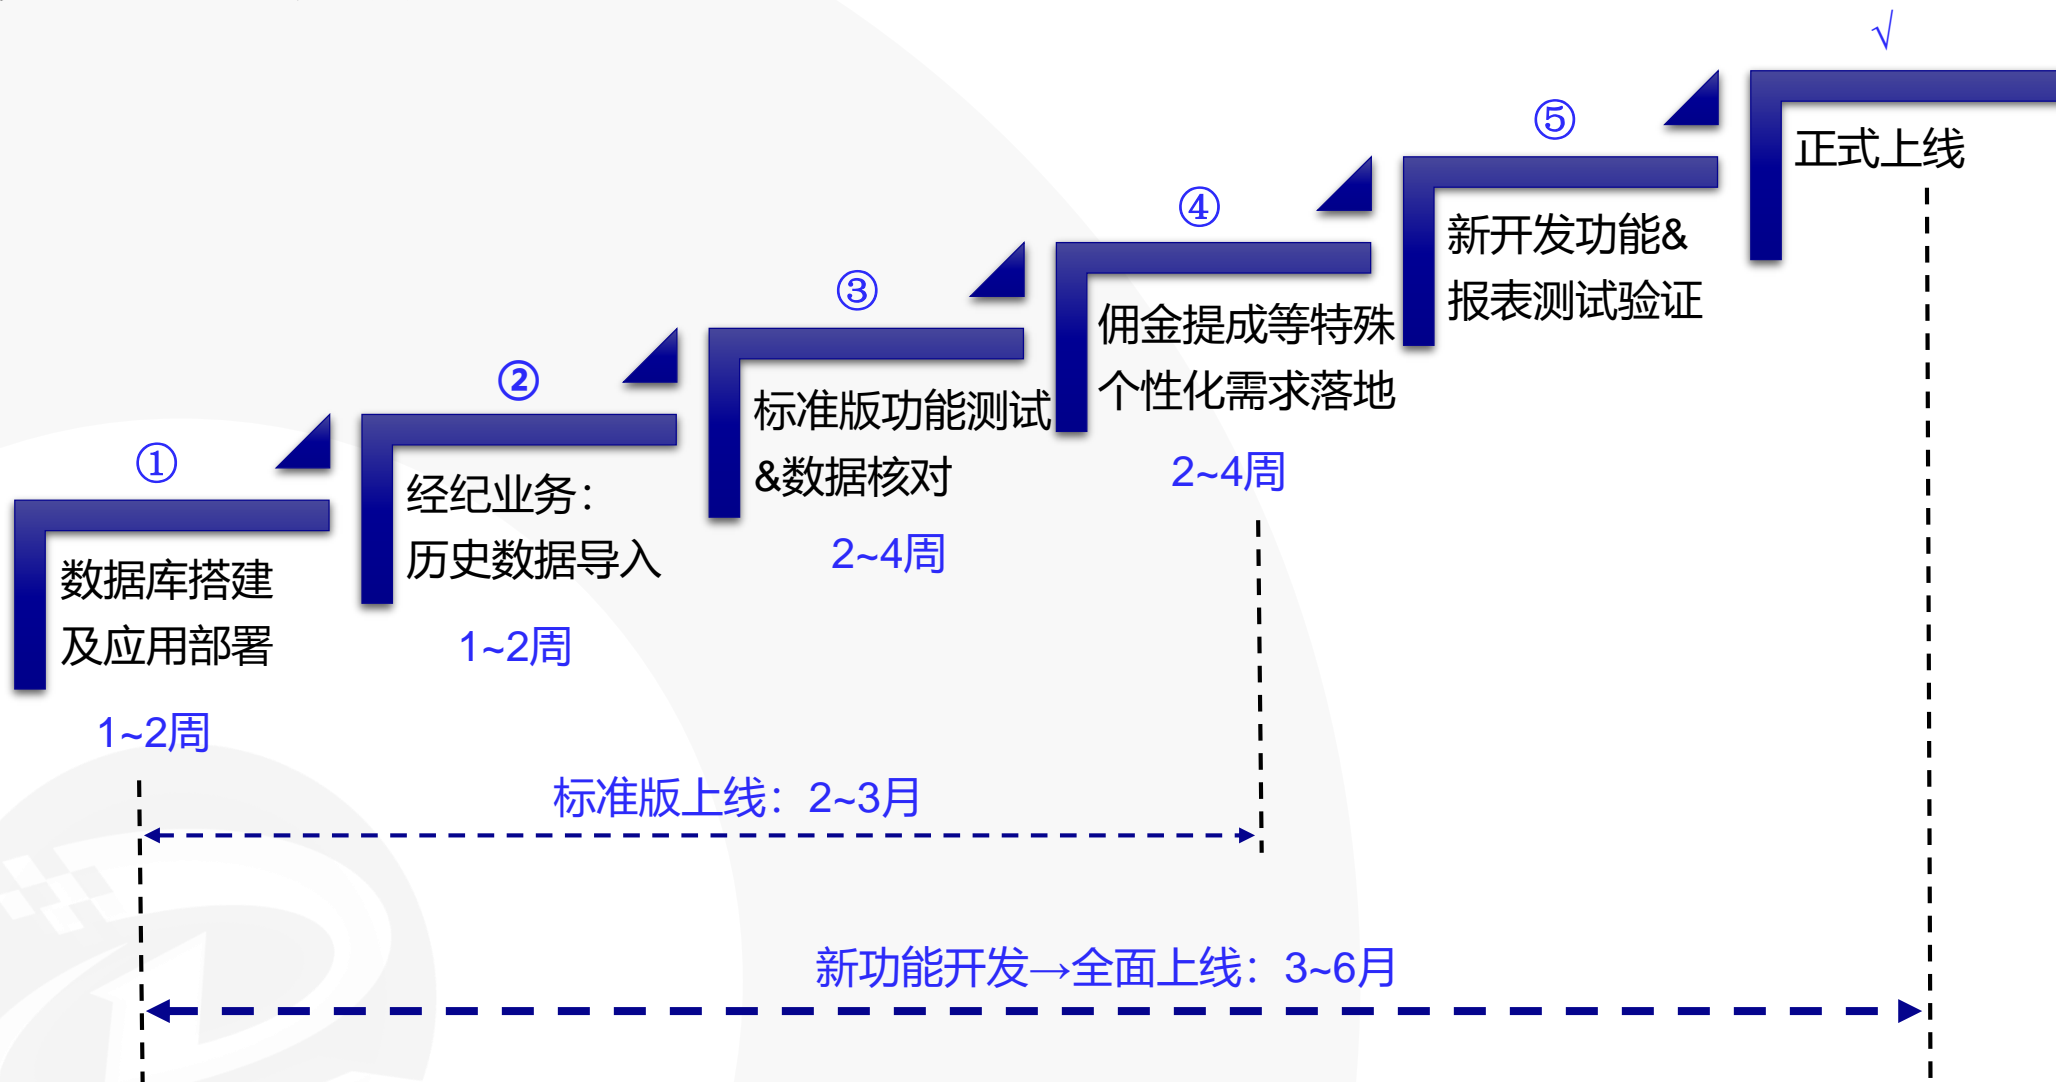 ①
数据库搭建
及应用部署
1~2周
②
经纪业务：
历史数据导入
1~2周
③
标准版功能测试
&数据核对
2~4周
④
佣金提成等特殊
个性化需求落地
2~4周
⑤
新开发功能&
报表测试验证
√
正式上线
标准版上线：2~3月
新功能开发→全面上线：3~6月